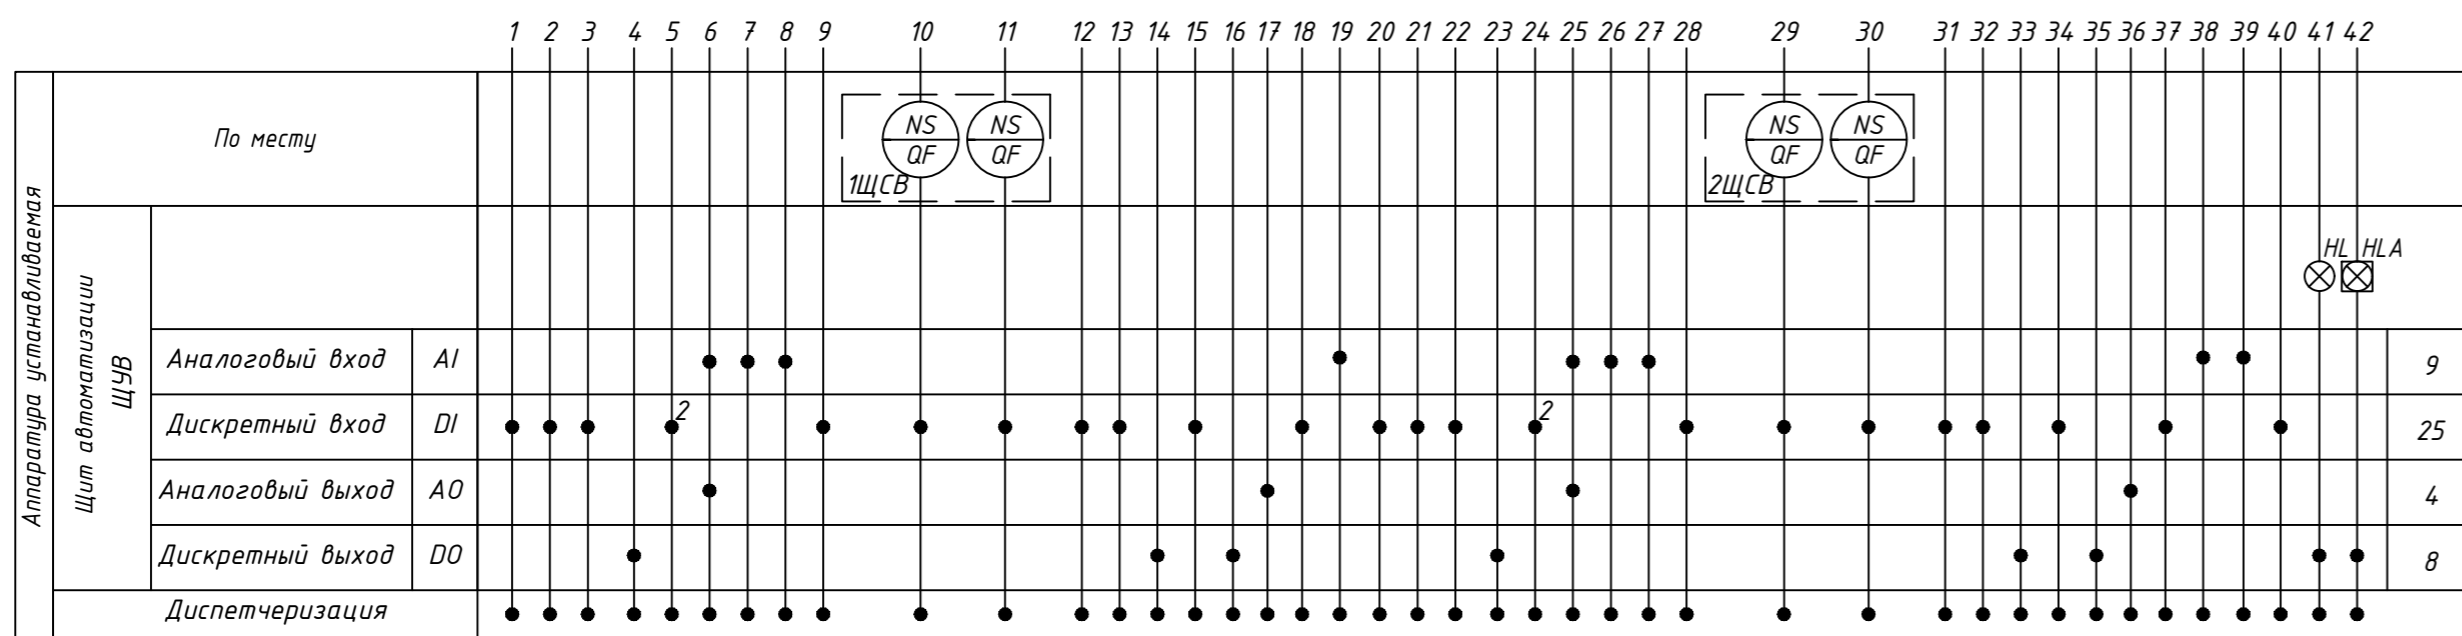 1 2 3 4 5 6 7 8 9 10 11 12 13 14 15 16 17 18 19 20 21 22 23 24 25 26 27 28 29 30 31 32 33 34 35 36 37 38 39 40 41 42
Аппаратура устанавливаемая
По месту
NS
QF
NS
QF
1ЩСВ
NS
QF
NS
QF
2ЩСВ
Щит автоматизации
ЩУВ
HL HLA
Аналоговый вход AI 9
Дискретный вход DI 2 2 25
Аналоговый выход AO 4
Дискретный выход DO 8
Диспетчеризация